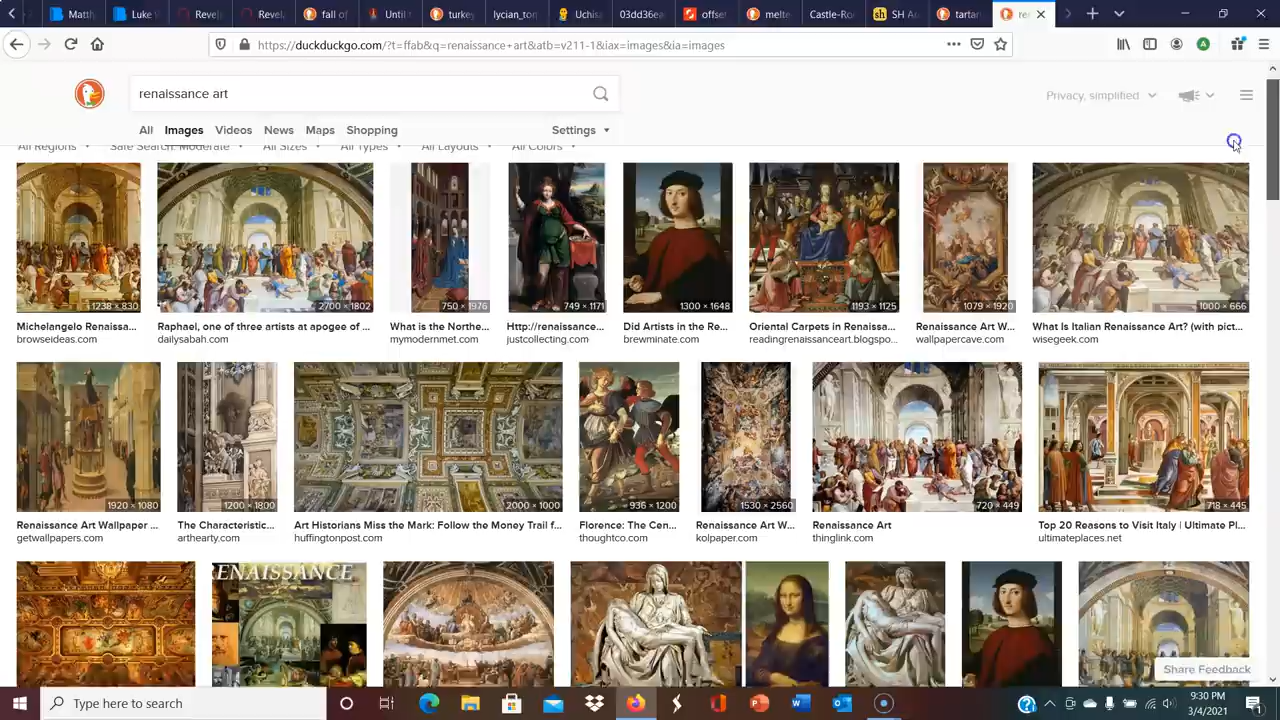 Matth
Luke
Revel
Revel
fall of
Until
turkey
lycian_ton
Uchisa
03dd36ea
offser
melte
Castle-Ro
SH A
tartan
re
https://duckduckgo.com/?t=ffab&q=renaissance+art&atb=v211-1&iax=images&ia=images
renaissance art
Privacy, simplified
All Images Videos News Maps Shopping Settings
All Regions Safe Search: Moderate All Sizes All Types All Layouts All Colors
1238 × 830
2700 × 1802
750 × 1976
749 × 1171
1300 × 1648
1193 × 1125
1079 × 1920
1000 × 666
Michelangelo Renaissa...
browseideas.com
Raphael, one of three artists at apogee of ...
dailysabah.com
What is the Northe...
mymodernmet.com
Http://renaissance...
justcollecting.com
Did Artists in the Re...
brewminate.com
Oriental Carpets in Renaissa...
readingrenaissanceart.blogspo...
Renaissance Art W...
wallpapercave.com
What Is Italian Renaissance Art? (with pict...
wisegeek.com
1920 × 1080
1200 × 1800
2000 × 1000
936 × 1200
1530 × 2560
720 × 449
718 × 445
Renaissance Art Wallpaper ...
getwallpapers.com
The Characteristic...
arthearty.com
Art Historians Miss the Mark: Follow the Money Trail f...
huffingtonpost.com
Florence: The Cen...
thoughtco.com
Renaissance Art W...
kolpaper.com
Renaissance Art
thinglink.com
Top 20 Reasons to Visit Italy | Ultimate Pl...
ultimateplaces.net
RENAISSANCE
Share Feedback
Type here to search
9:30 PM
3/4/2021